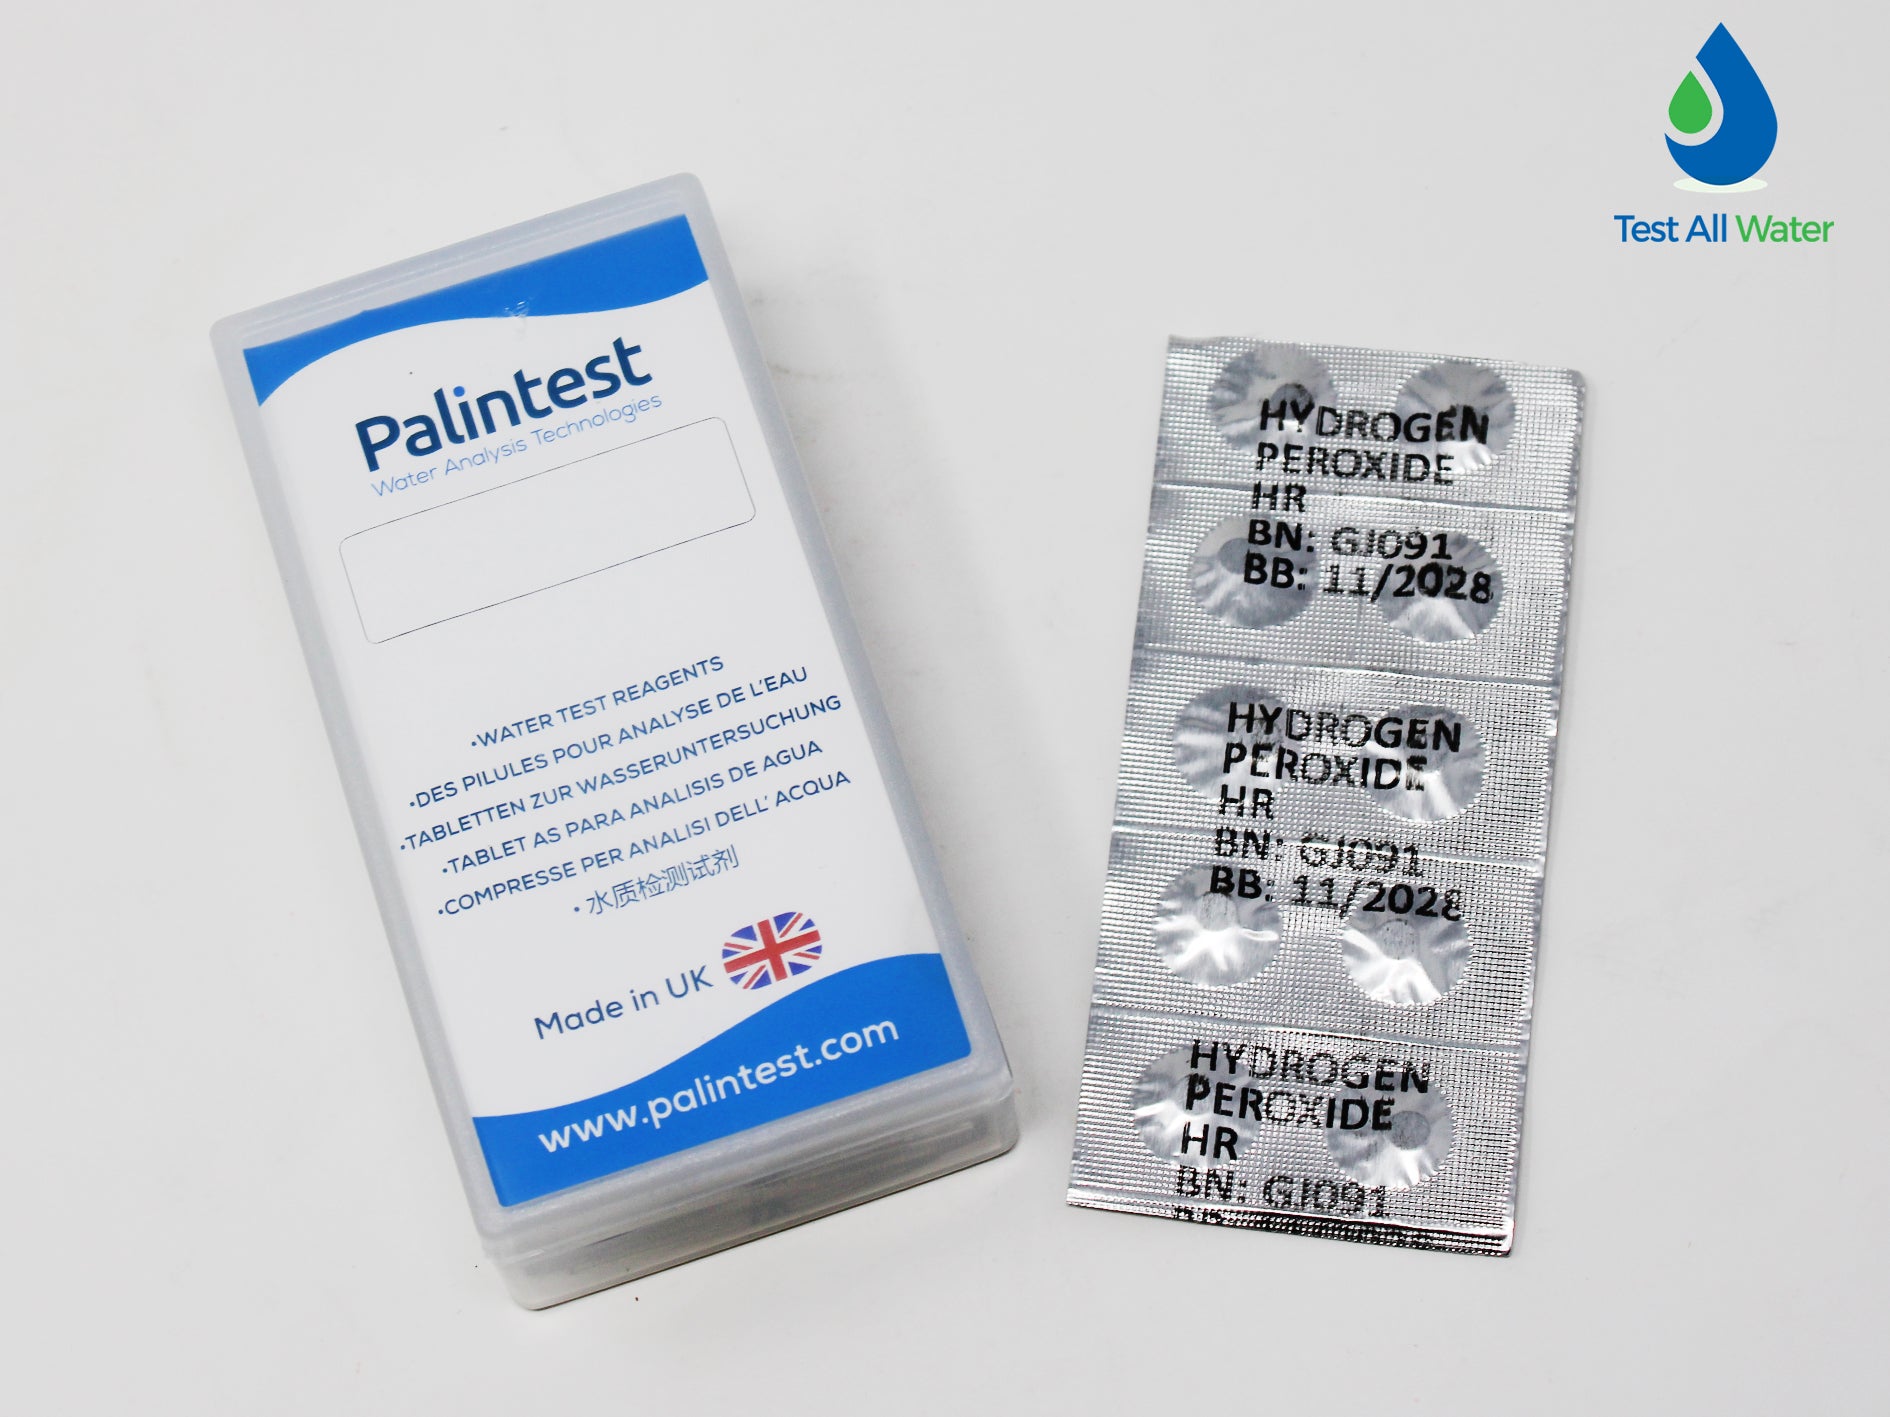 Test All Water
Palintest
Water Analysis Technologies
•WATER TEST REAGENTS
•DES PILULES POUR ANALYSE DE L'EAU
•TABLETTEN ZUR WASSERUNTERSUCHUNG
•TABLET AS PARA ANALISIS DE AGUA
•COMPRESSE PER ANALISI DELL' ACQUA
•水质检测试剂
Made in UK
www.palintest.com
HYDROGEN
PEROXIDE
HR
BN: GJ091
BB: 11/2028
HYDROGEN
PEROXIDE
HR
BN: GJ091
BB: 11/2028
HYDROGEN
PEROXIDE
HR
BN: GJ091